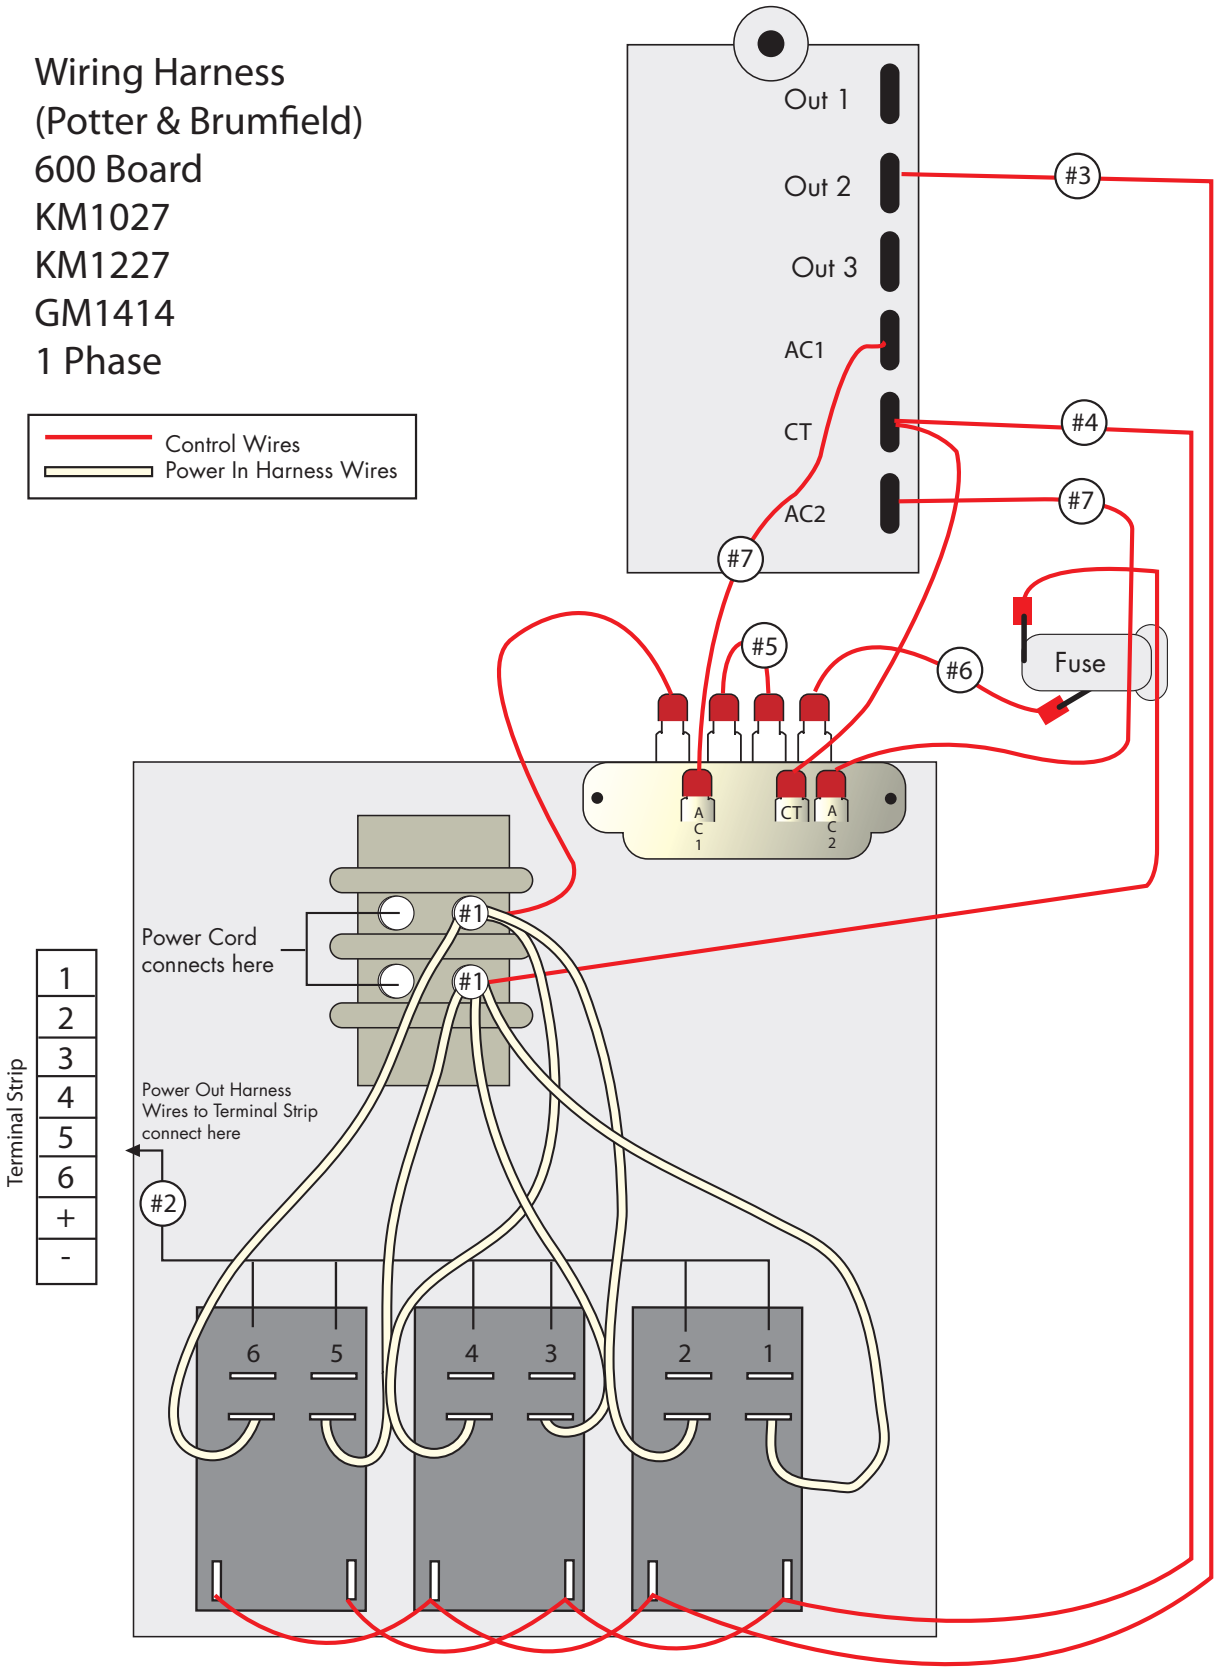 Wiring Harness
(Potter & Brumfield)
600 Board
KM1027
KM1227
GM1414
1 Phase
Control Wires
Power In Harness Wires
Out 1
Out 2
Out 3
AC1
CT
AC2
#3
#4
#7
#7
#5
#6
Fuse
A
C
1
CT
A
C
2
#1
#1
Power Cord
connects here
Terminal Strip
1
2
3
4
5
6
+
-
Power Out Harness
Wires to Terminal Strip
connect here
#2
6
5
4
3
2
1